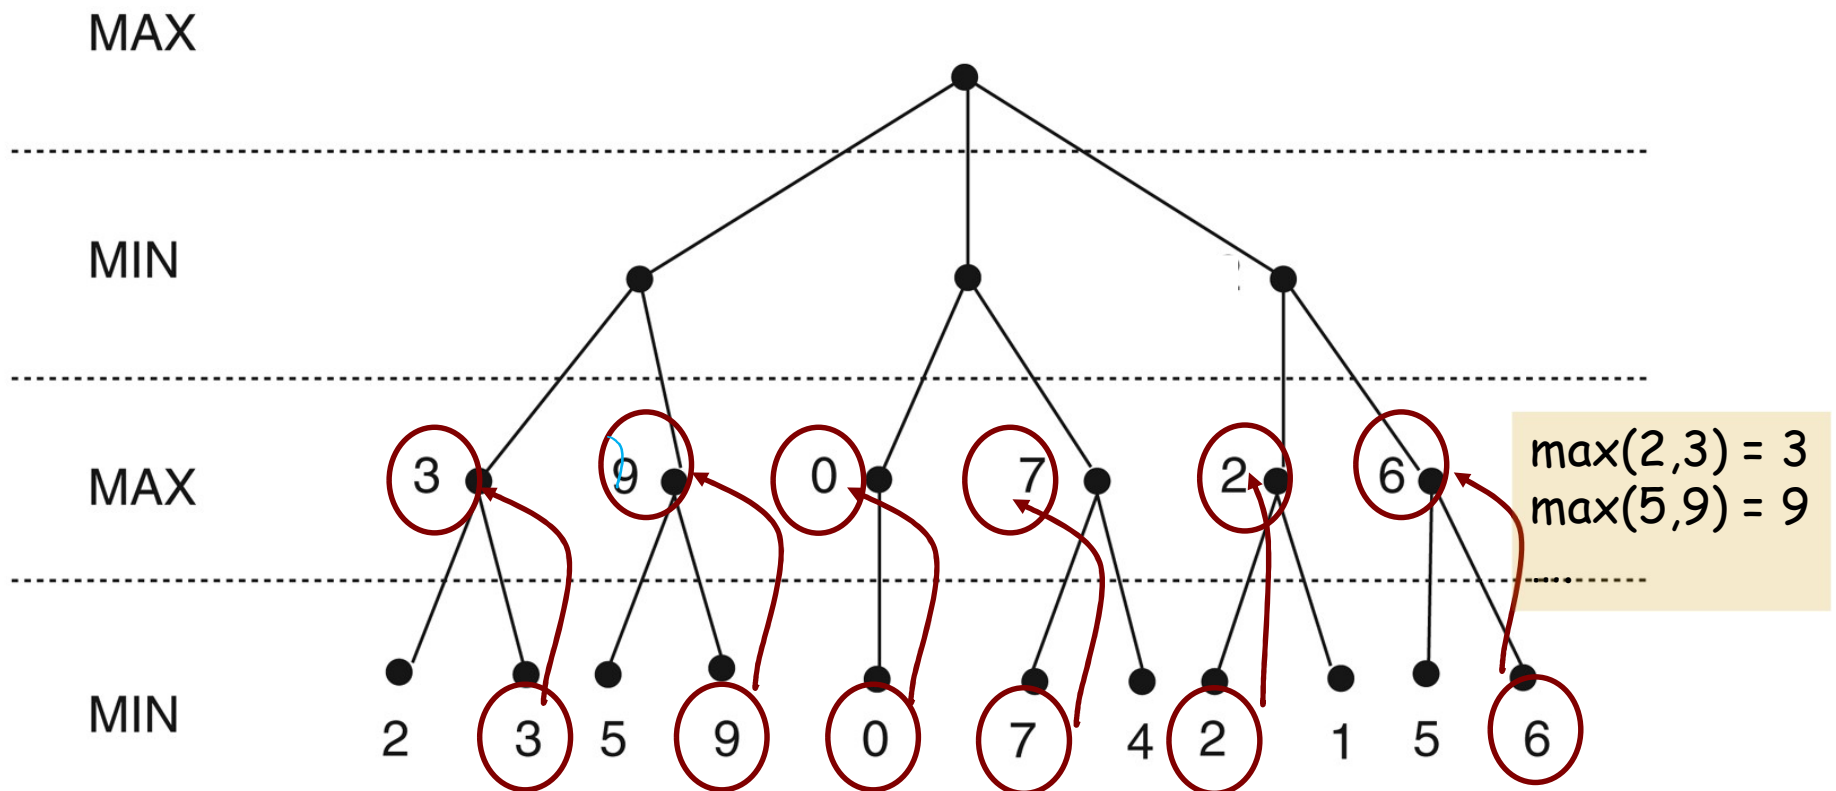 MAX
MIN
MAX
3 9 0 7 2 6
max(2,3) = 3
max(5,9) = 9
....
MIN
2 3 5 9 0 7 4 2 1 5 6